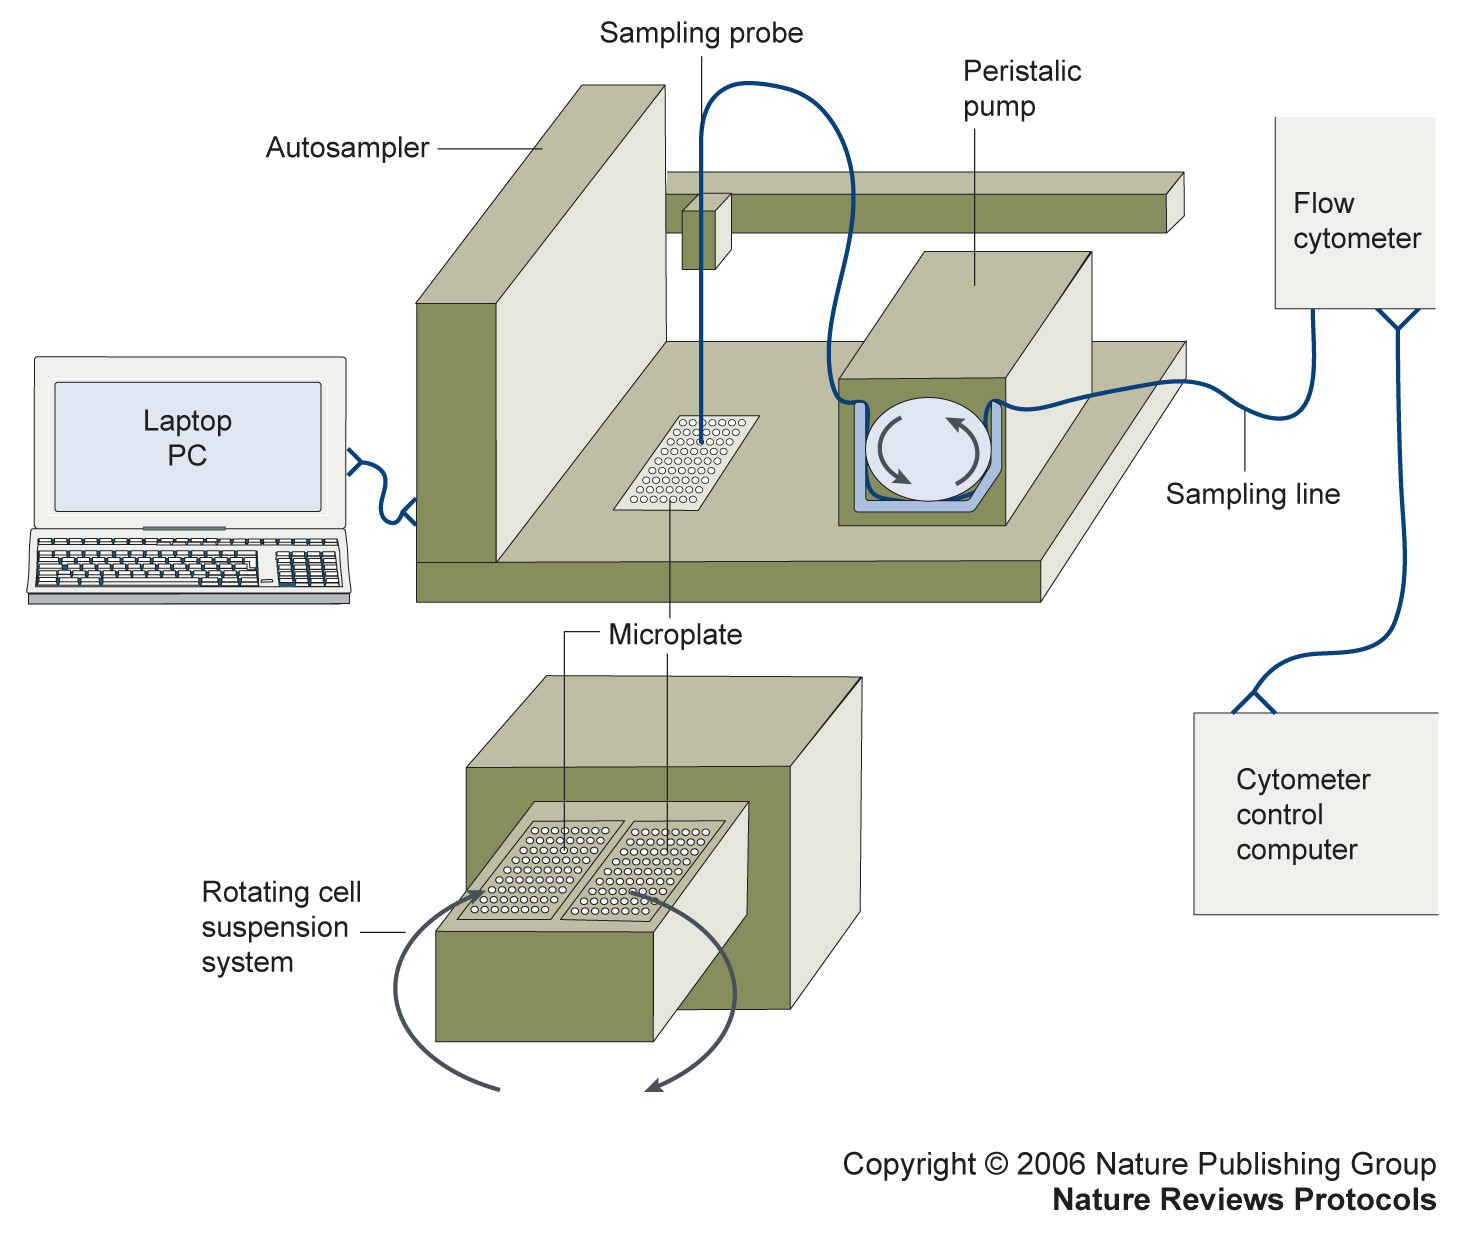 Sampling probe
Peristalic
pump
Autosampler
Flow
cytometer
Laptop
PC
Sampling line
Microplate
Cytometer
control
computer
Rotating cell
suspension
system
Copyright © 2006 Nature Publishing Group
Nature Reviews Protocols